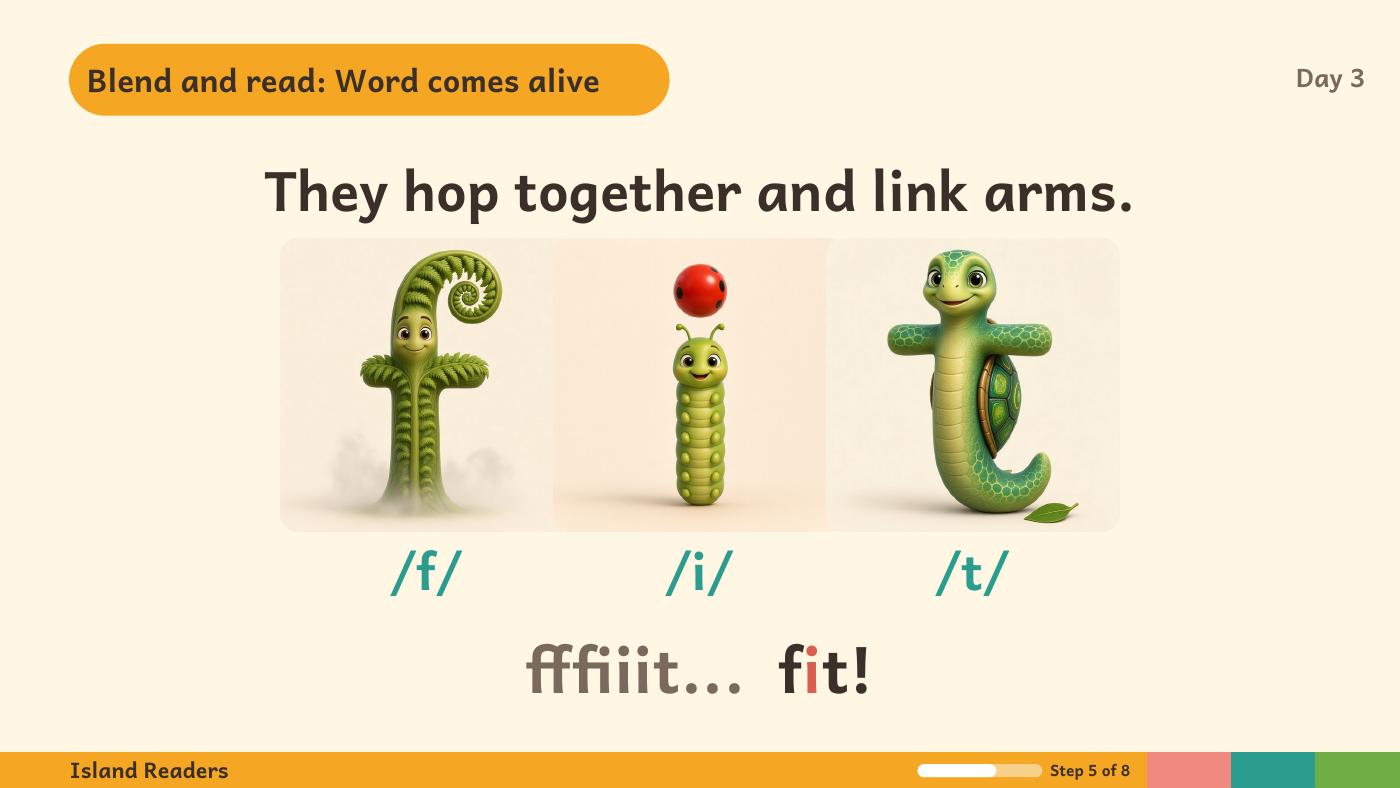 Blend and read: Word comes alive
Day 3
They hop together and link arms.
/f/ /i/ /t/
fffiiit... fit!
Island Readers
Step 5 of 8